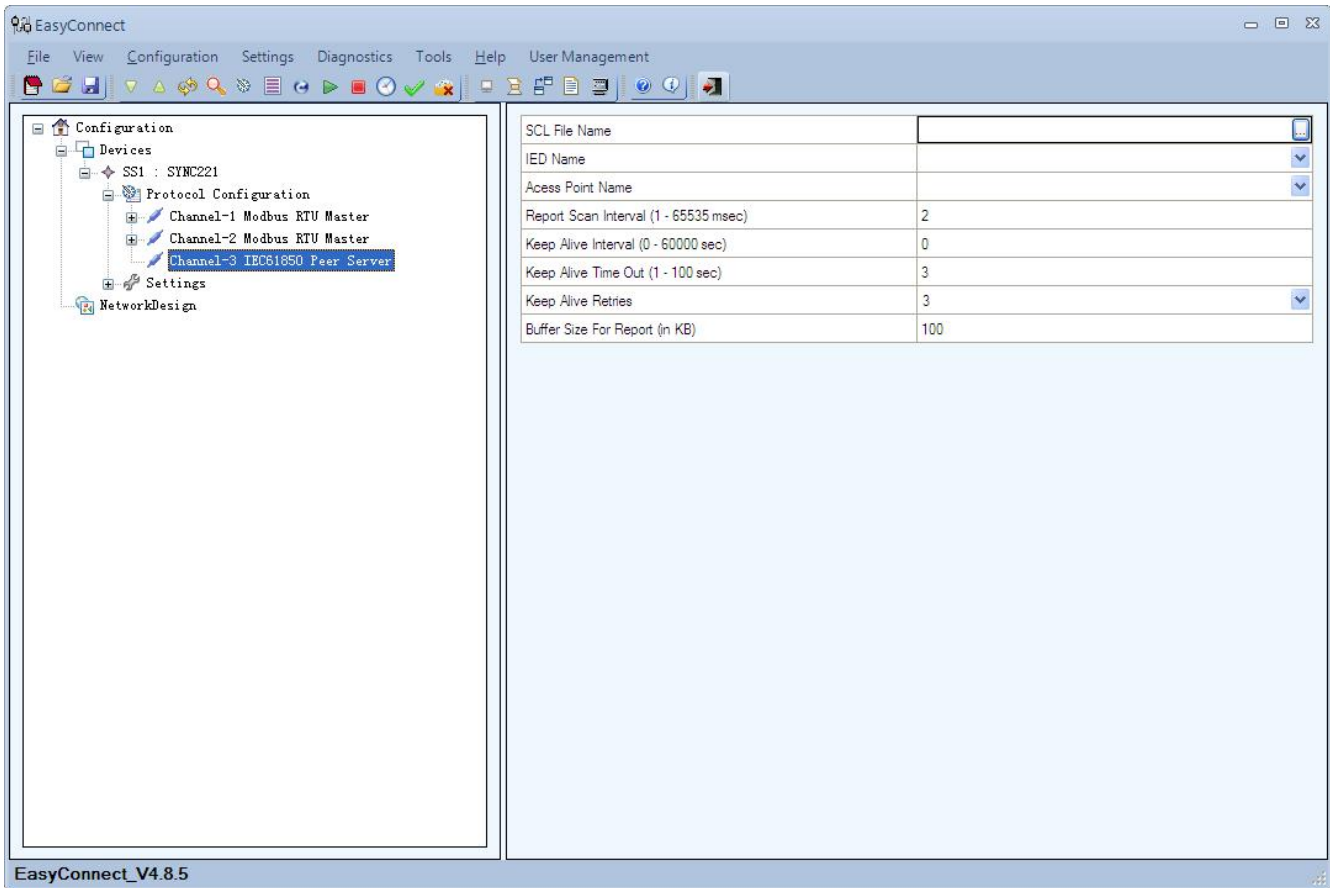 EasyConnect
File View Configuration Settings Diagnostics Tools Help User Management
Configuration
Devices
SS1 : SYNC221
Protocol Configuration
Channel-1 Modbus RTU Master
Channel-2 Modbus RTU Master
Channel-3 IEC61850 Peer Server
Settings
NetworkDesign
SCL File Name ...
IED Name
Acess Point Name
Report Scan Interval (1 - 65535 msec) 2
Keep Alive Interval (0 - 60000 sec) 0
Keep Alive Time Out (1 - 100 sec) 3
Keep Alive Retries 3
Buffer Size For Report (in KB) 100
EasyConnect_V4.8.5